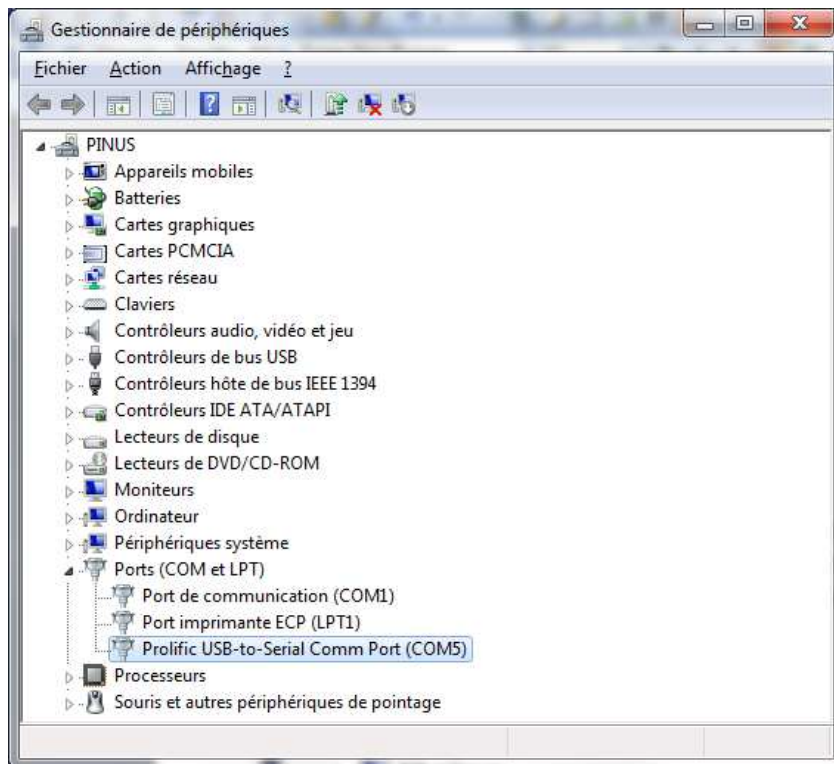 Gestionnaire de périphériques
Fichier Action Affichage ?
PINUS
Appareils mobiles
Batteries
Cartes graphiques
Cartes PCMCIA
Cartes réseau
Claviers
Contrôleurs audio, vidéo et jeu
Contrôleurs de bus USB
Contrôleurs hôte de bus IEEE 1394
Contrôleurs IDE ATA/ATAPI
Lecteurs de disque
Lecteurs de DVD/CD-ROM
Moniteurs
Ordinateur
Périphériques système
Ports (COM et LPT)
Port de communication (COM1)
Port imprimante ECP (LPT1)
Prolific USB-to-Serial Comm Port (COM5)
Processeurs
Souris et autres périphériques de pointage